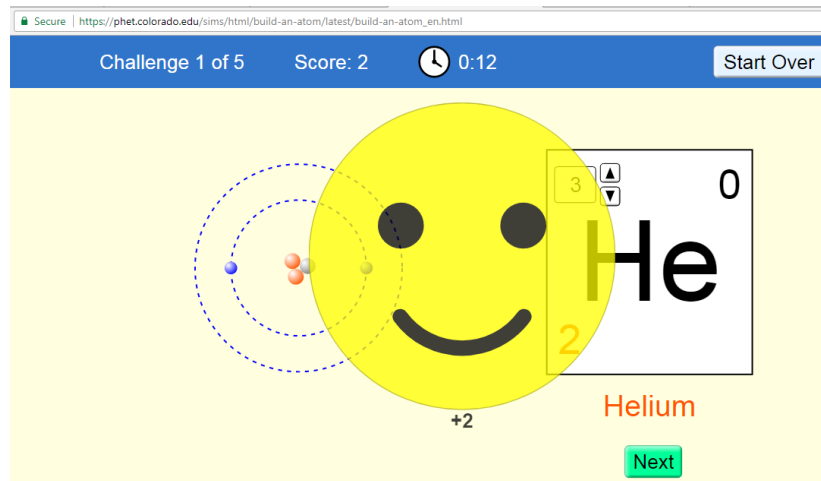 Secure | https://phet.colorado.edu/sims/html/build-an-atom/latest/build-an-atom_en.html
Challenge 1 of 5 Score: 2 0:12 Start Over
3 0
He
2
Helium
+2
Next